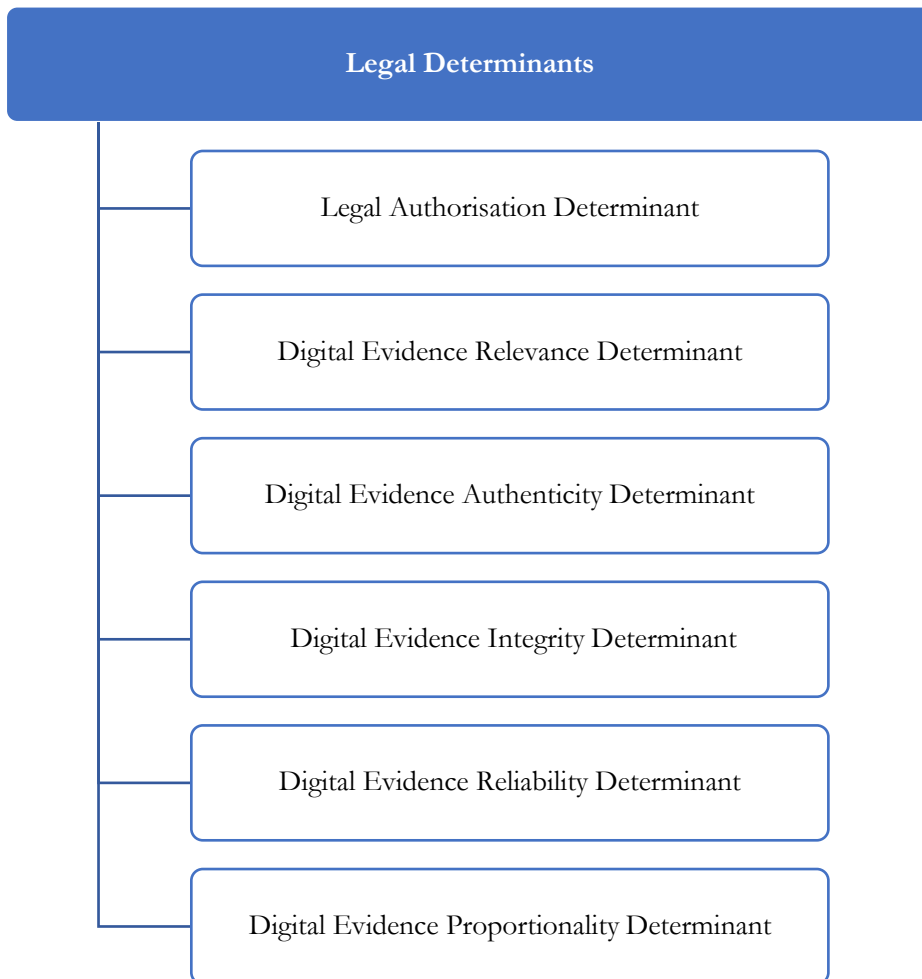 Legal Determinants
Legal Authorisation Determinant
Digital Evidence Relevance Determinant
Digital Evidence Authenticity Determinant
Digital Evidence Integrity Determinant
Digital Evidence Reliability Determinant
Digital Evidence Proportionality Determinant